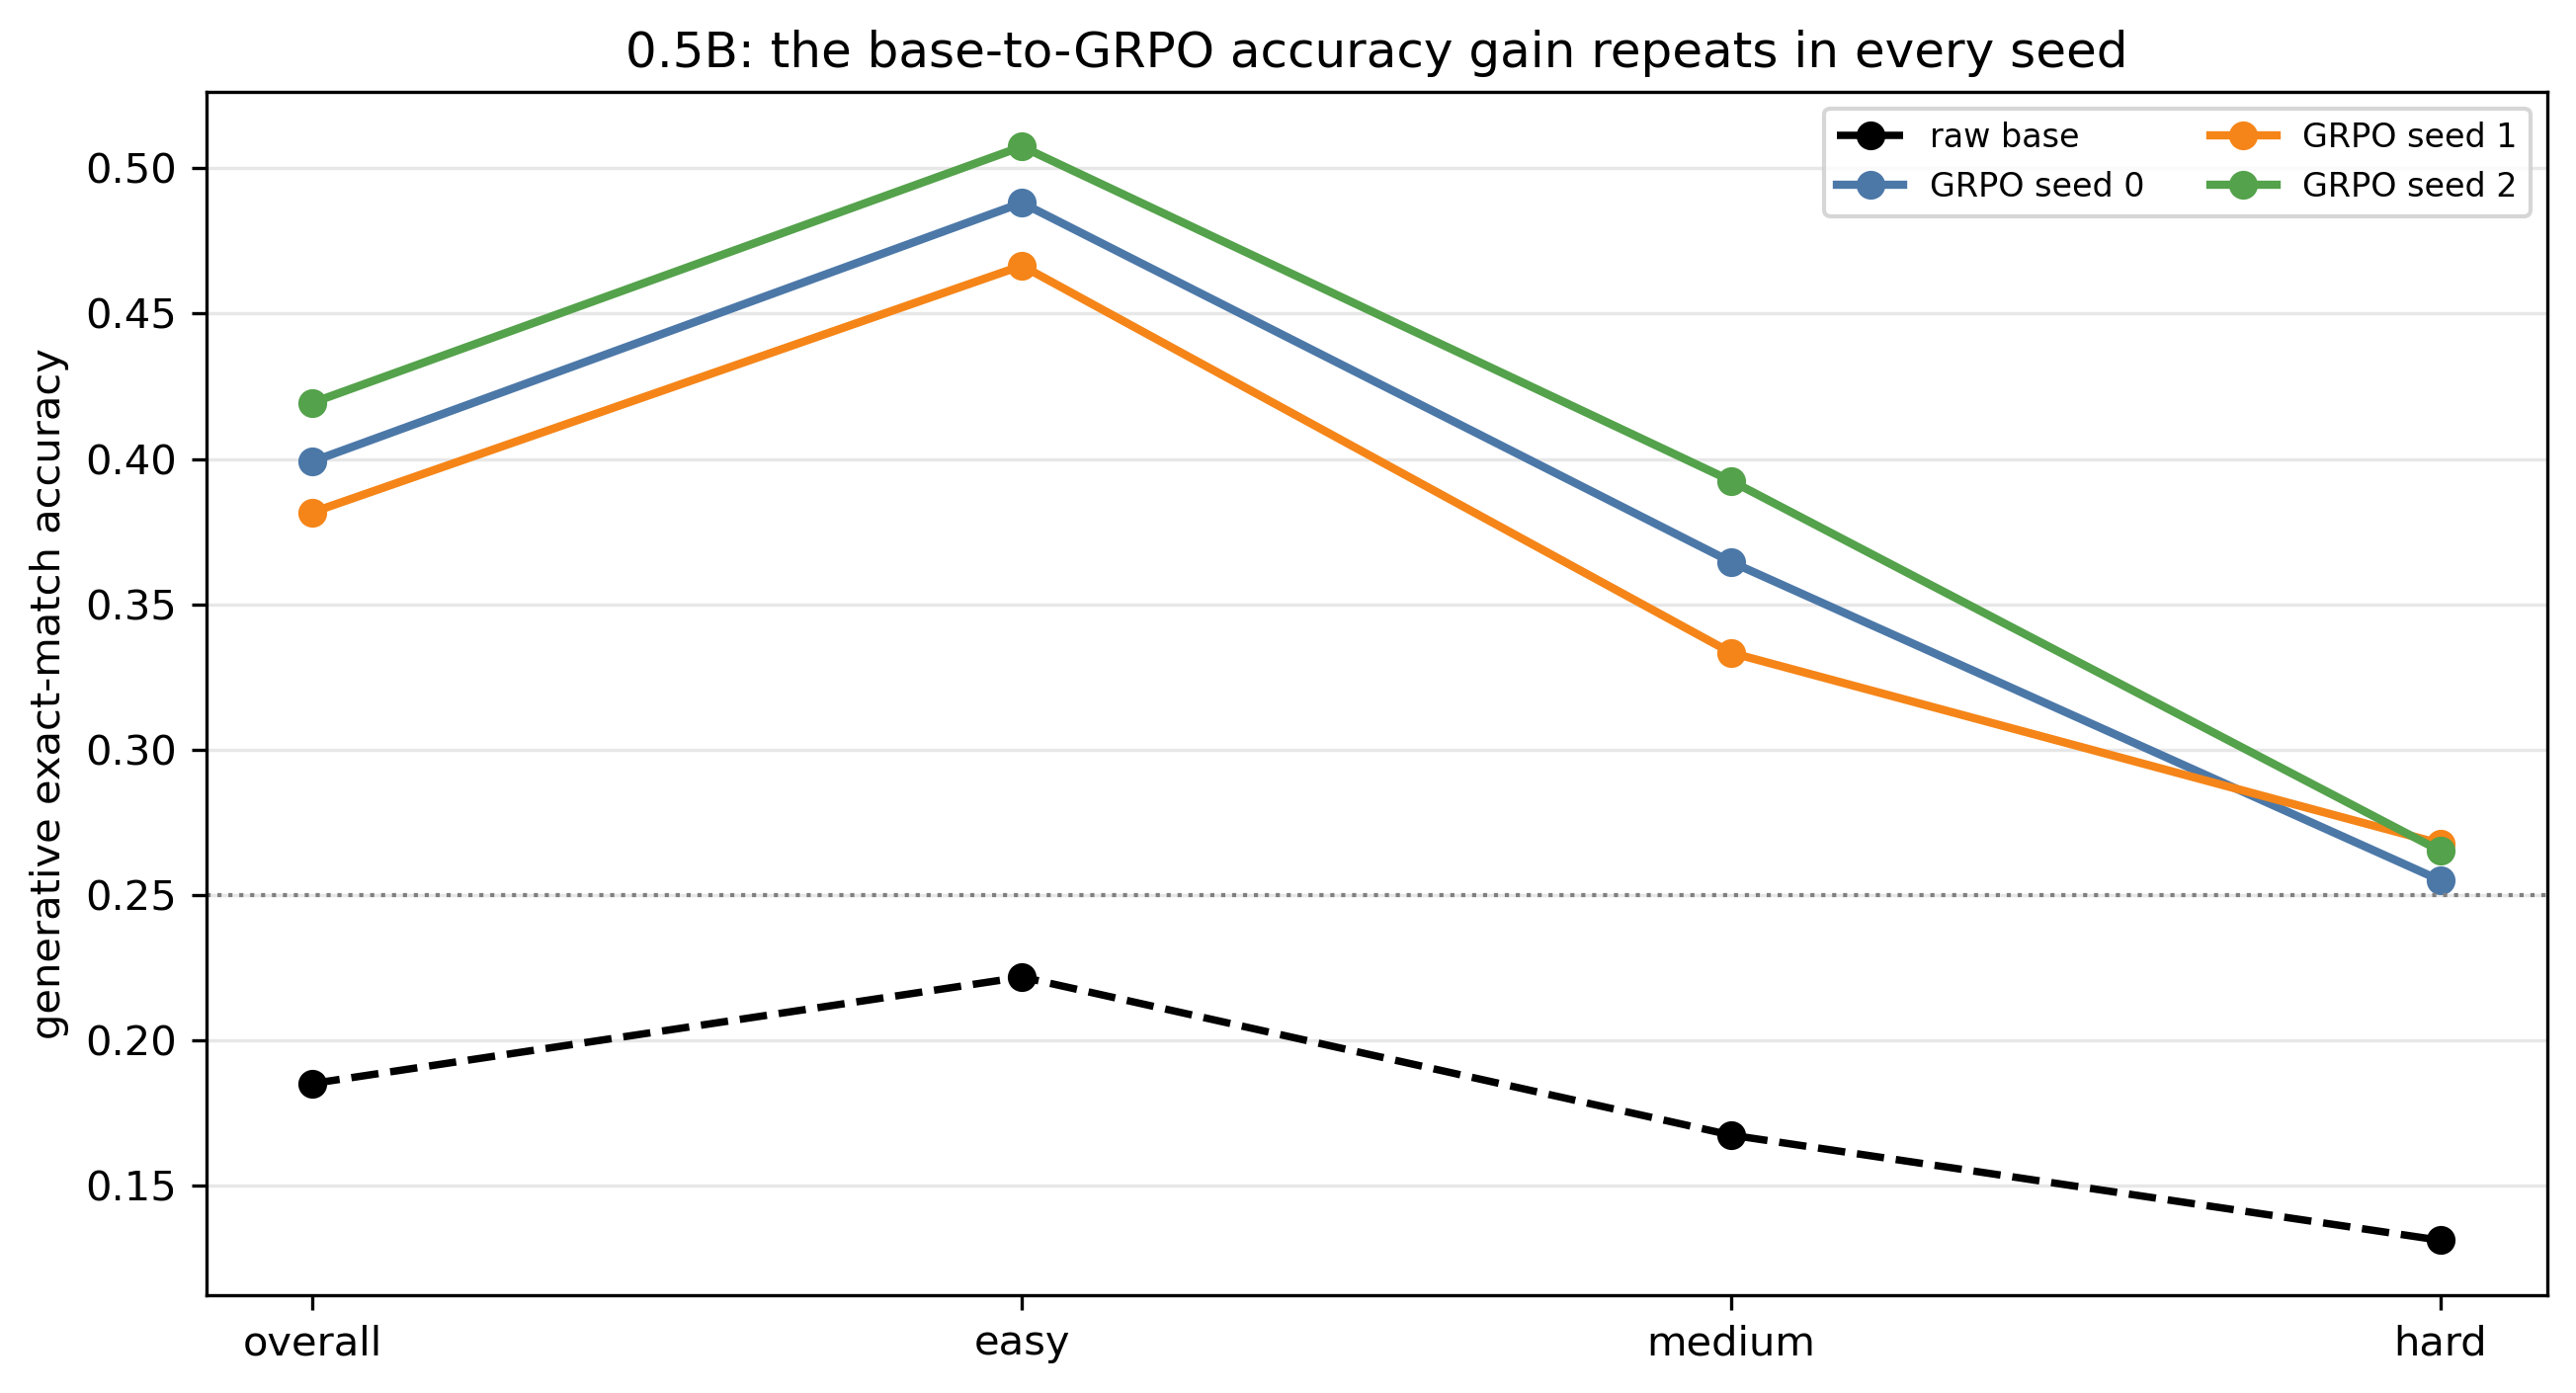 0.5B: the base-to-GRPO accuracy gain repeats in every seed
raw base
GRPO seed 0
GRPO seed 1
GRPO seed 2
generative exact-match accuracy
0.50
0.45
0.40
0.35
0.30
0.25
0.20
0.15
overall
easy
medium
hard